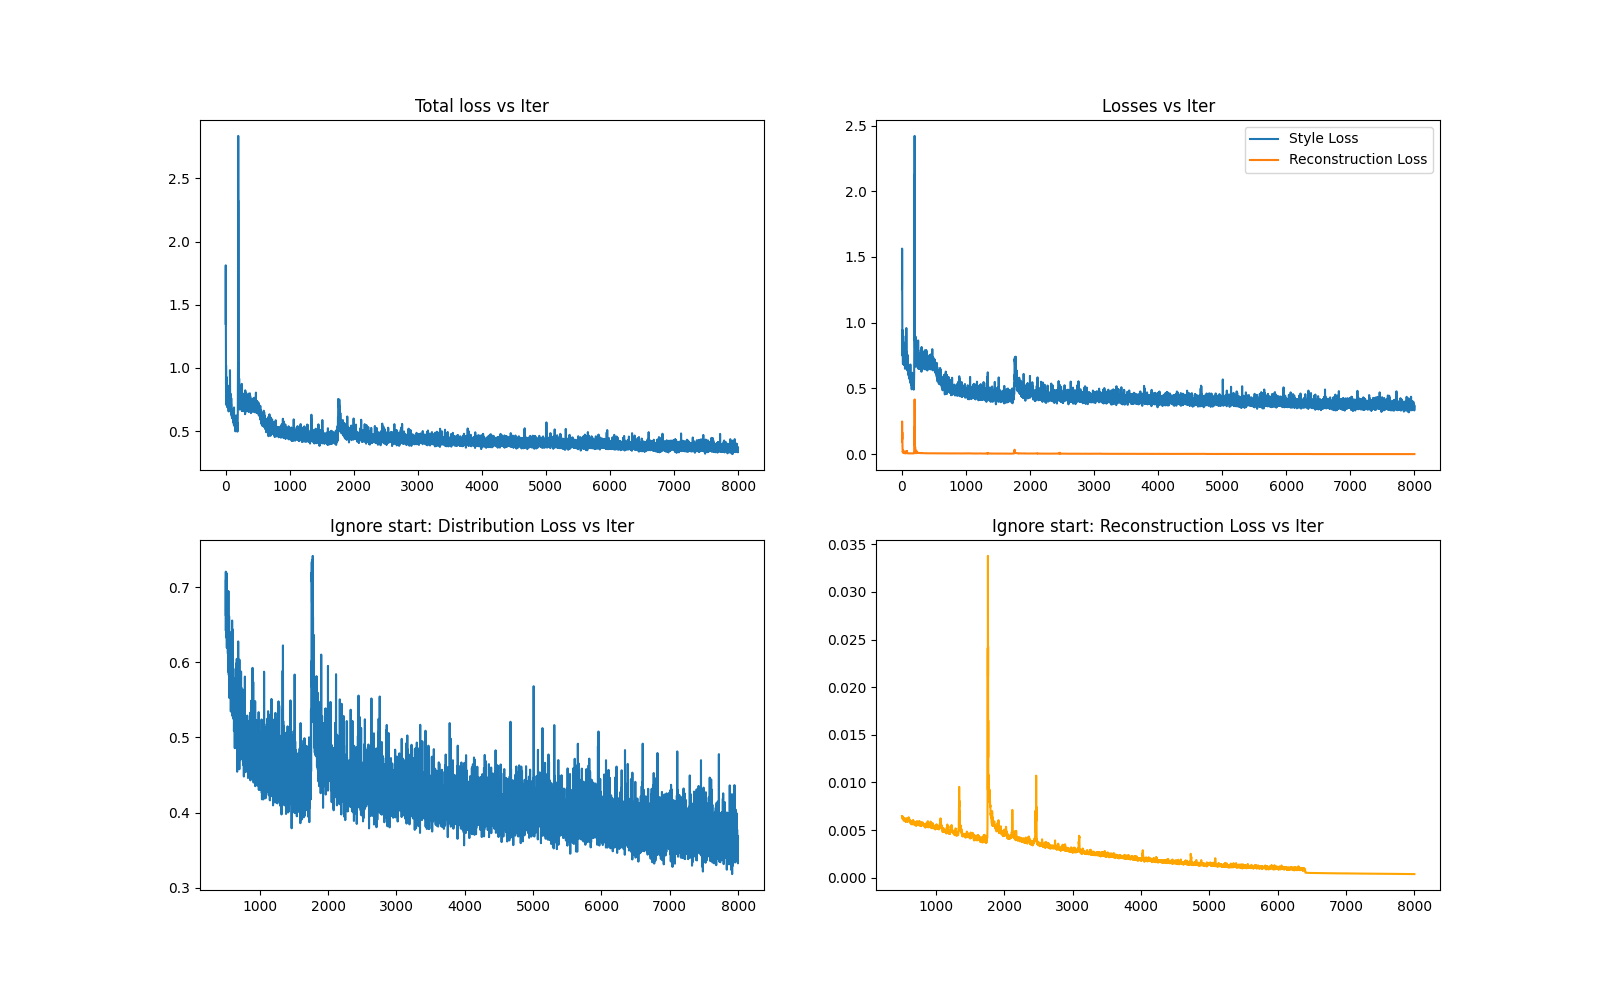 Total loss vs Iter
2.5
2.0
1.5
1.0
0.5
0 1000 2000 3000 4000 5000 6000 7000 8000
Losses vs Iter
Style Loss
Reconstruction Loss
2.5
2.0
1.5
1.0
0.5
0.0
0 1000 2000 3000 4000 5000 6000 7000 8000
Ignore start: Distribution Loss vs Iter
0.7
0.6
0.5
0.4
0.3
1000 2000 3000 4000 5000 6000 7000 8000
Ignore start: Reconstruction Loss vs Iter
0.035
0.030
0.025
0.020
0.015
0.010
0.005
0.000
1000 2000 3000 4000 5000 6000 7000 8000